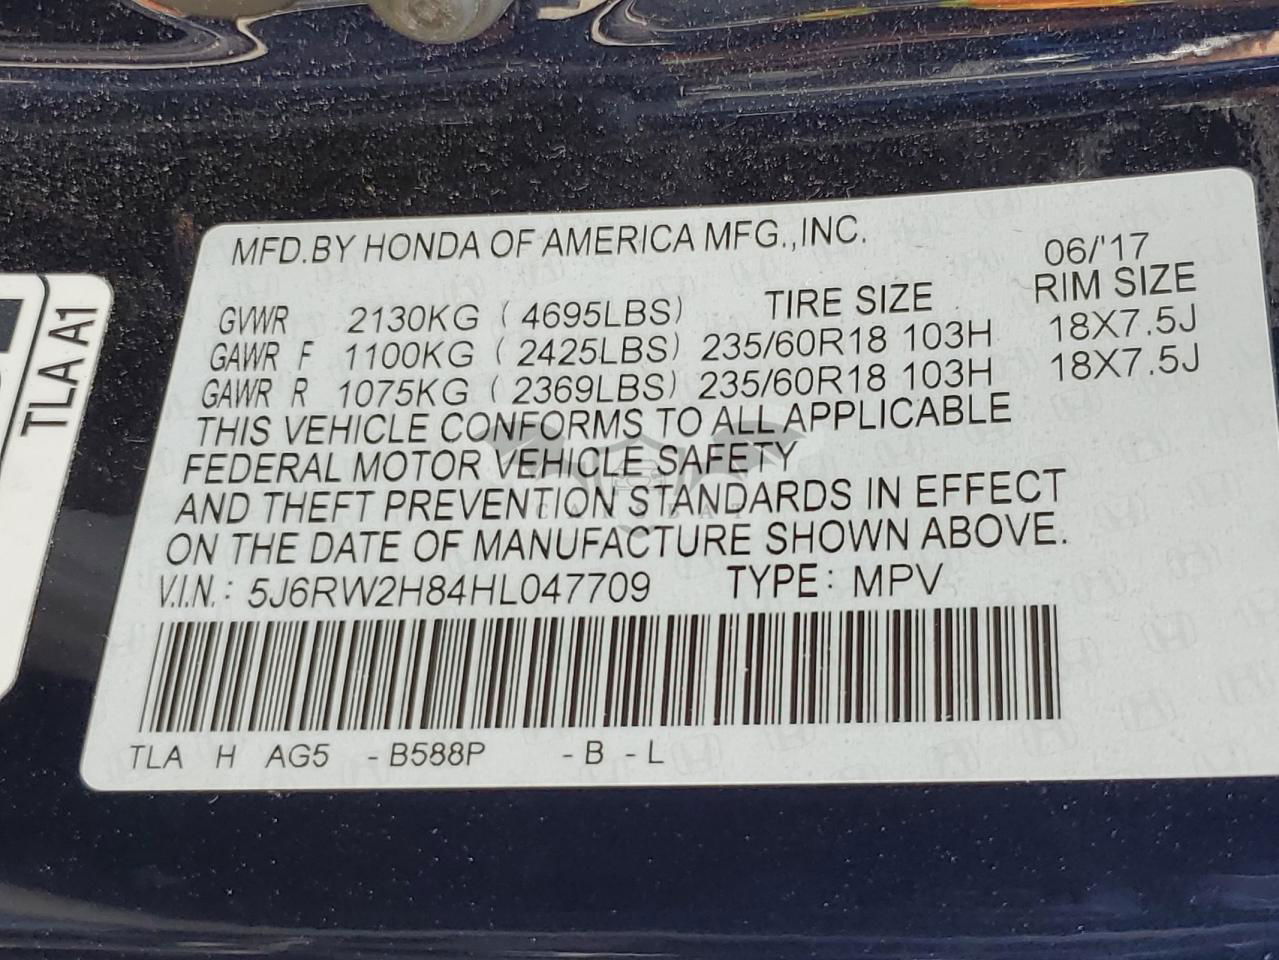 MFD.BY HONDA OF AMERICA MFG.,INC. 06/'17
GVWR 2130KG ( 4695LBS) TIRE SIZE RIM SIZE
GAWR F 1100KG ( 2425LBS) 235/60R18 103H 18X7.5J
GAWR R 1075KG ( 2369LBS) 235/60R18 103H 18X7.5J
THIS VEHICLE CONFORMS TO ALL APPLICABLE
FEDERAL MOTOR VEHICLE SAFETY
AND THEFT PREVENTION STANDARDS IN EFFECT
ON THE DATE OF MANUFACTURE SHOWN ABOVE.
V.I.N.: 5J6RW2H84HL047709 TYPE: MPV
TLA H AG5 -B588P -B -L
TLA A1